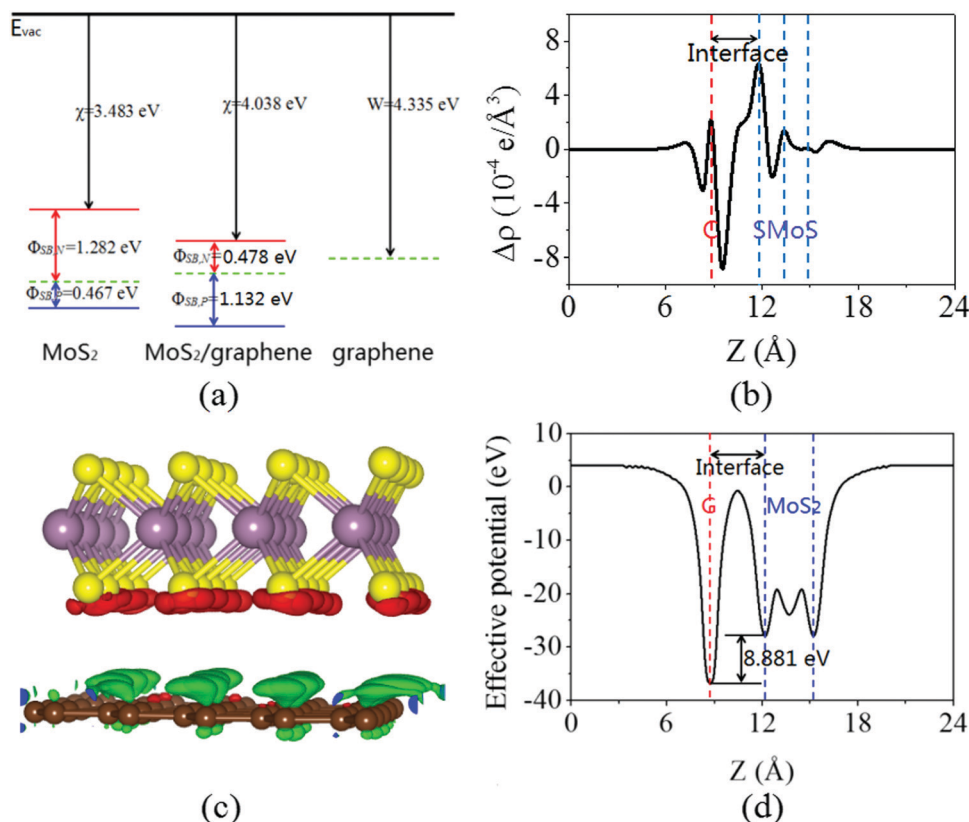 Evac
χ=3.483 eV
χ=4.038 eV
W=4.335 eV
ΦSB,N=1.282 eV
ΦSB,N=0.478 eV
ΦSB,P=0.467 eV
ΦSB,P=1.132 eV
MoS2
MoS2/graphene
graphene
(a)
Δρ (10⁻⁴ e/Å³)
8
4
0
-4
-8
Interface
C
SMoS
0
6
12
18
24
Z (Å)
(b)
(c)
Effective potential (eV)
10
0
-10
-20
-30
-40
Interface
G
MoS2
8.881 eV
0
6
12
18
24
Z (Å)
(d)